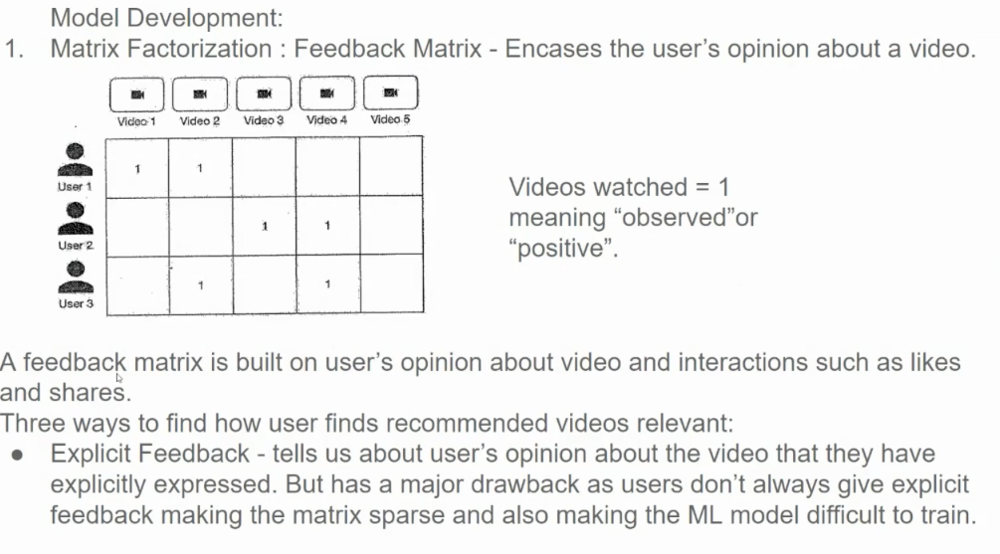 Model Development:
1. Matrix Factorization : Feedback Matrix - Encases the user's opinion about a video.
Video 1 Video 2 Video 3 Video 4 Video 5
User 1 1 1
User 2 1 1
User 3 1 1
Videos watched = 1
meaning “observed”or
“positive”.
A feedback matrix is built on user's opinion about video and interactions such as likes
and shares.
Three ways to find how user finds recommended videos relevant:
● Explicit Feedback - tells us about user's opinion about the video that they have
explicitly expressed. But has a major drawback as users don't always give explicit
feedback making the matrix sparse and also making the ML model difficult to train.